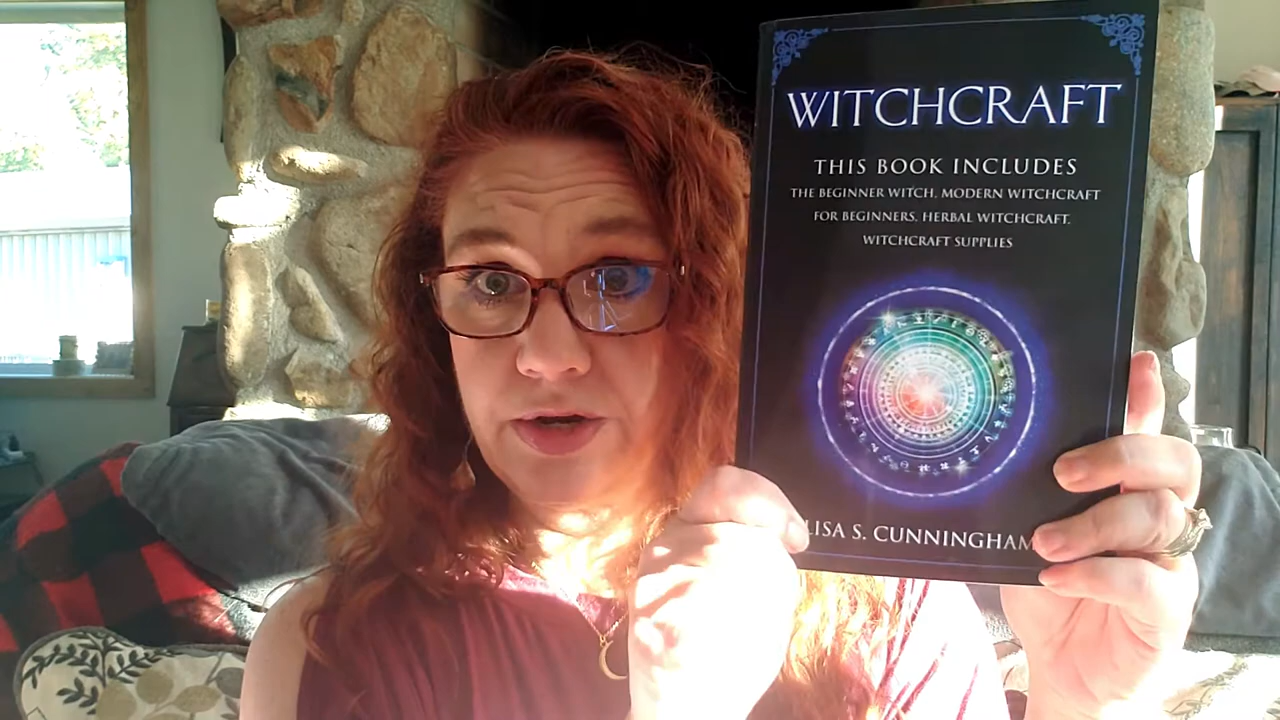 WITCHCRAFT
THIS BOOK INCLUDES
THE BEGINNER WITCH, MODERN WITCHCRAFT
FOR BEGINNERS, HERBAL WITCHCRAFT,
WITCHCRAFT SUPPLIES
LISA S. CUNNINGHAM